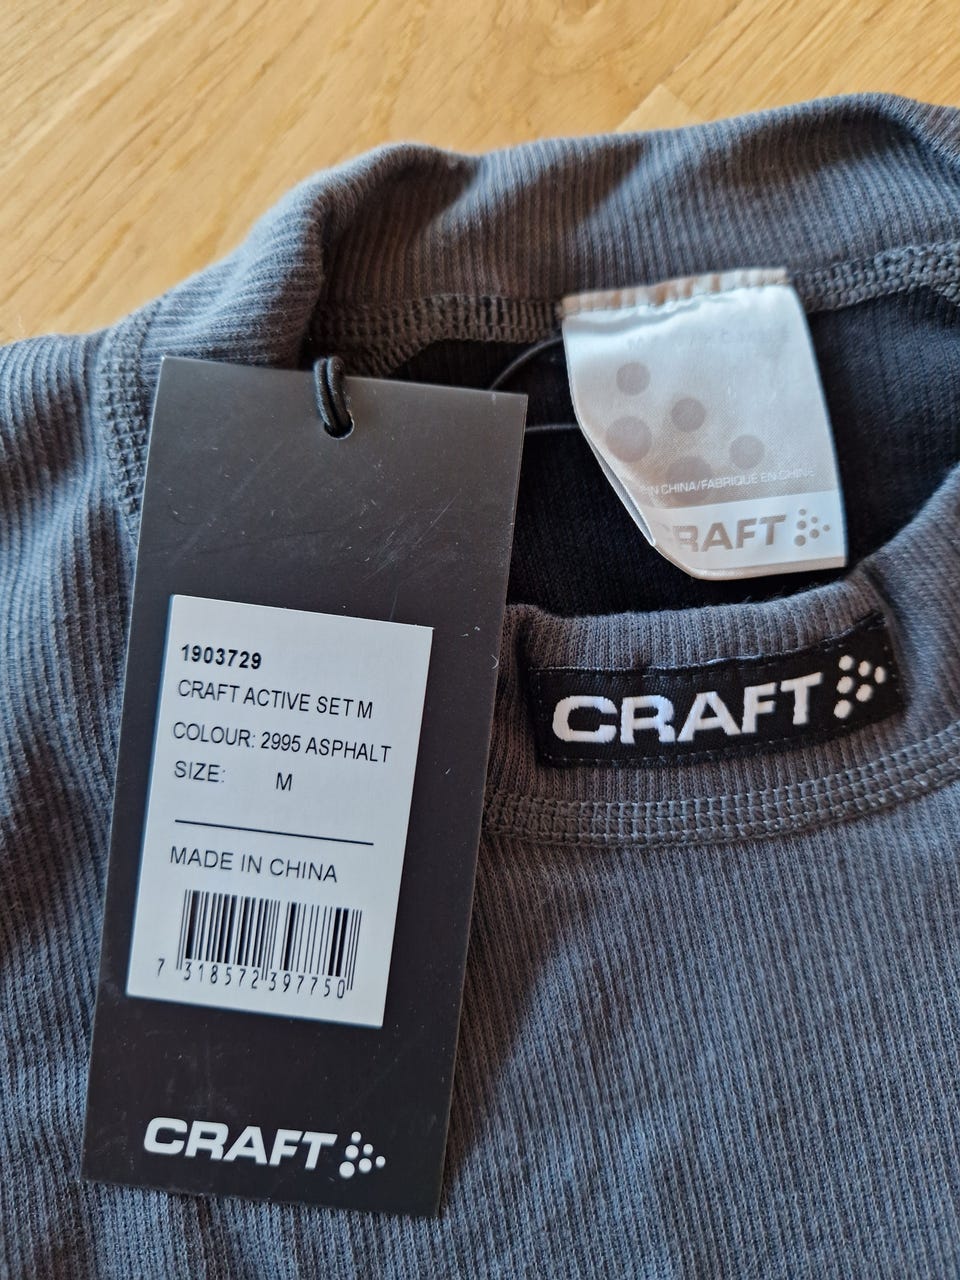 1903729
CRAFT ACTIVE SET M
COLOUR: 2995 ASPHALT
SIZE: M
MADE IN CHINA
7 318572 397750
CRAFT
IN CHINA/FABRIQUE EN CHINE
CRAFT
CRAFT